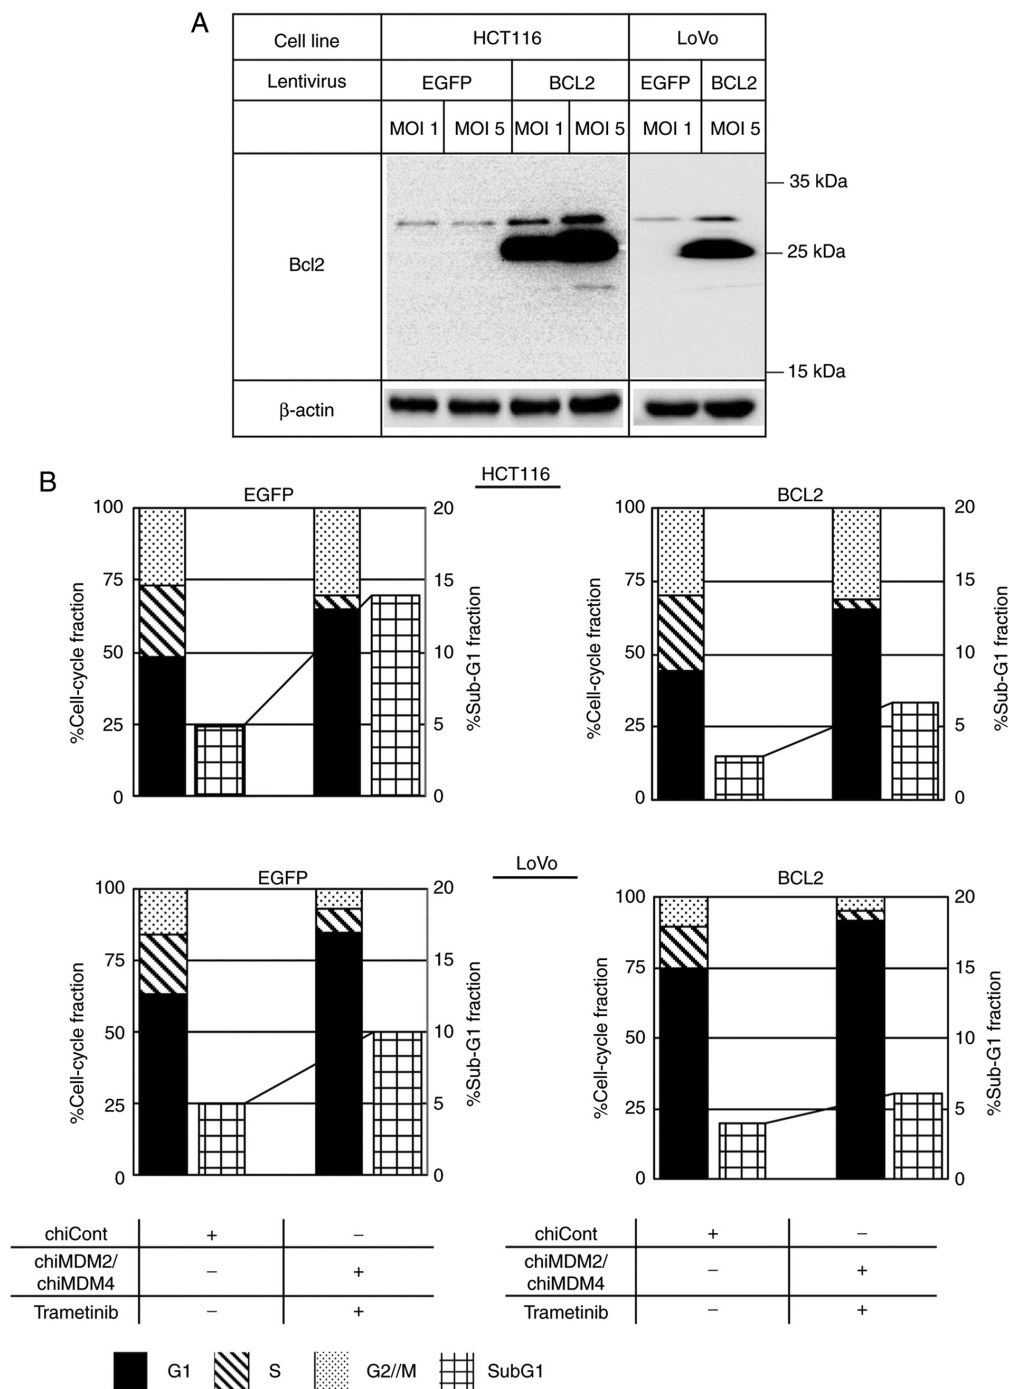 A
Cell line HCT116 LoVo
Lentivirus EGFP BCL2 EGFP BCL2
MOI 1 MOI 5 MOI 1 MOI 5 MOI 1 MOI 5
35 kDa
25 kDa
Bcl2
15 kDa
β-actin
B
HCT116
EGFP BCL2
100 20 100 20
75 15 75 15
50 10 50 10
25 5 25 5
0 0 0 0
%Cell-cycle fraction %Sub-G1 fraction %Cell-cycle fraction %Sub-G1 fraction
LoVo
EGFP BCL2
100 20 100 20
75 15 75 15
50 10 50 10
25 5 25 5
0 0 0 0
%Cell-cycle fraction %Sub-G1 fraction %Cell-cycle fraction %Sub-G1 fraction
chiCont + – chiCont + –
chiMDM2/ chiMDM2/
chiMDM4 – + chiMDM4 – +
Trametinib – + Trametinib – +
G1 S G2//M SubG1